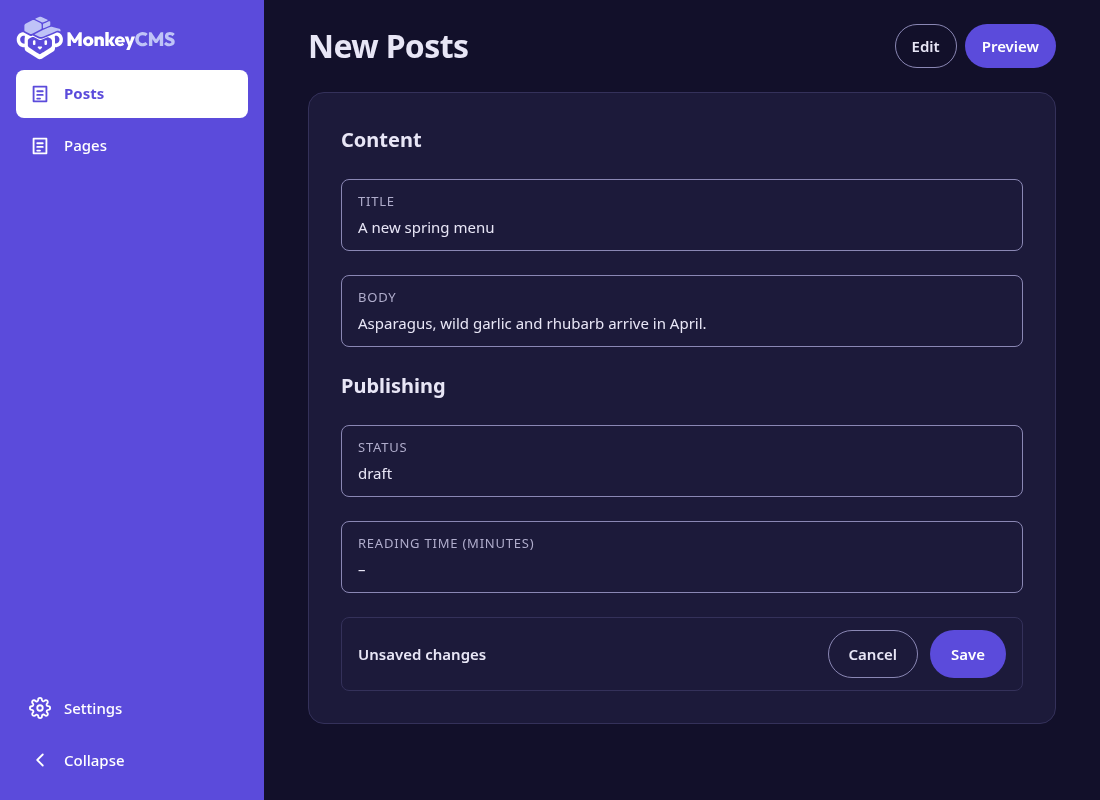 MonkeyCMS
Posts
Pages
Settings
Collapse
New Posts
Edit
Preview
Content
TITLE
A new spring menu
BODY
Asparagus, wild garlic and rhubarb arrive in April.
Publishing
STATUS
draft
READING TIME (MINUTES)
–
Unsaved changes
Cancel
Save